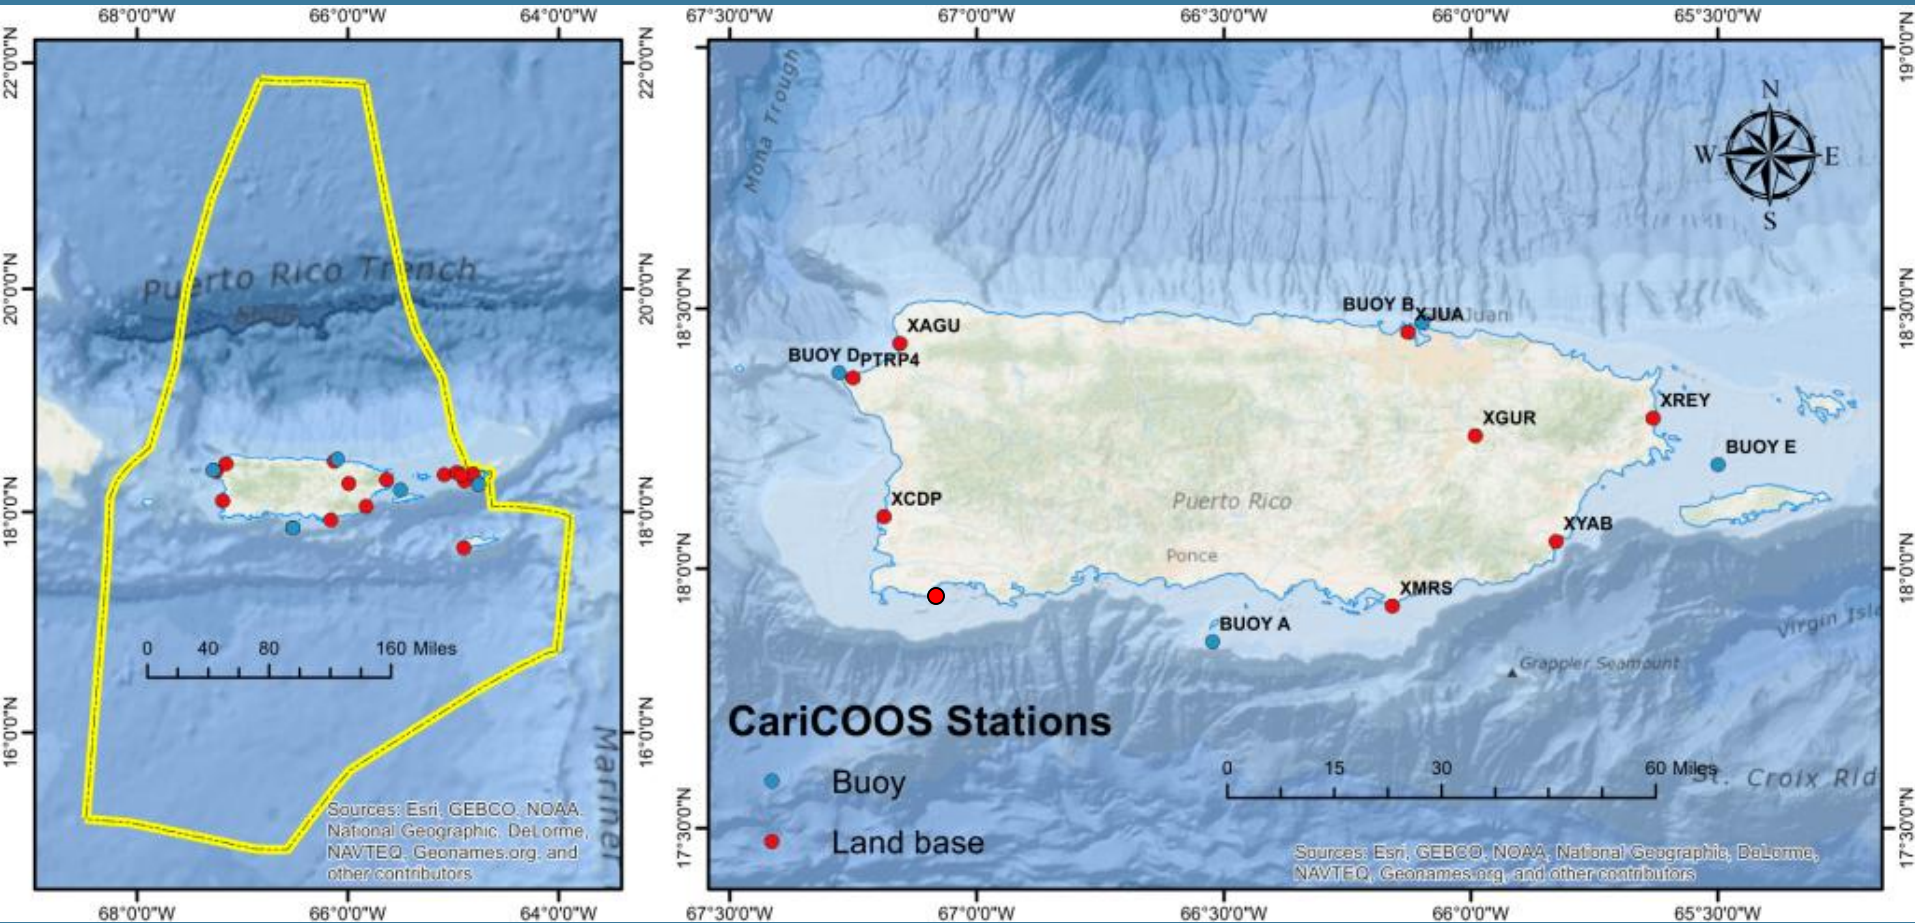 68°0'0"W 66°0'0"W 64°0'0"W
22°0'0"N 22°0'0"N
Puerto Rico Trench
20°0'0"N 20°0'0"N
18°0'0"N 18°0'0"N
0 40 80 160 Miles
16°0'0"N 16°0'0"N
Sources: Esri, GEBCO, NOAA,
National Geographic, DeLorme,
NAVTEQ, Geonames.org, and
other contributors
68°0'0"W 66°0'0"W 64°0'0"W
67°30'0"W 67°0'0"W 66°30'0"W 66°0'0"W 65°30'0"W
19°0'0"N
Mona Trough
N
W E
S
18°30'0"N 18°30'0"N
BUOY B
XJUA Juan
XAGU
BUOY D PTRP4
XREY
XGUR
BUOY E
XCDP
Puerto Rico
XYAB
Ponce
18°0'0"N 18°0'0"N
XMRS
BUOY A
Grappler Seamount
CariCOOS Stations
Buoy
Land base
0 15 30 60 Miles
St. Croix Rid
17°30'0"N 17°30'0"N
Sources: Esri, GEBCO, NOAA, National Geographic, DeLorme,
NAVTEQ, Geonames.org, and other contributors
67°30'0"W 67°0'0"W 66°30'0"W 66°0'0"W 65°30'0"W